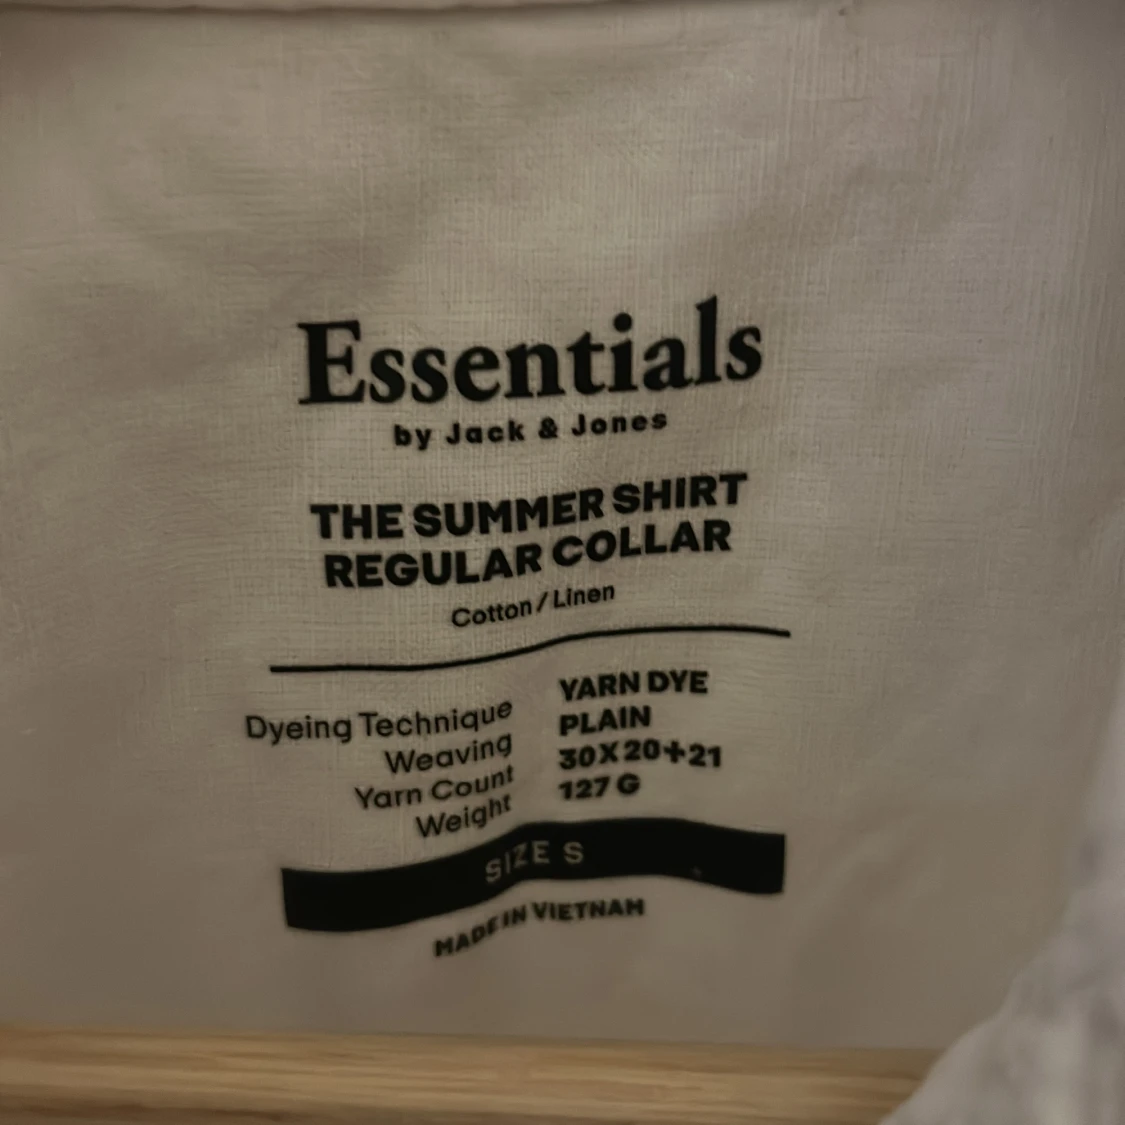 Essentials
by Jack & Jones
THE SUMMER SHIRT
REGULAR COLLAR
Cotton / Linen
Dyeing Technique YARN DYE
Weaving PLAIN
Yarn Count 30X20+21
Weight 127 G
SIZE S
MADE IN VIETNAM